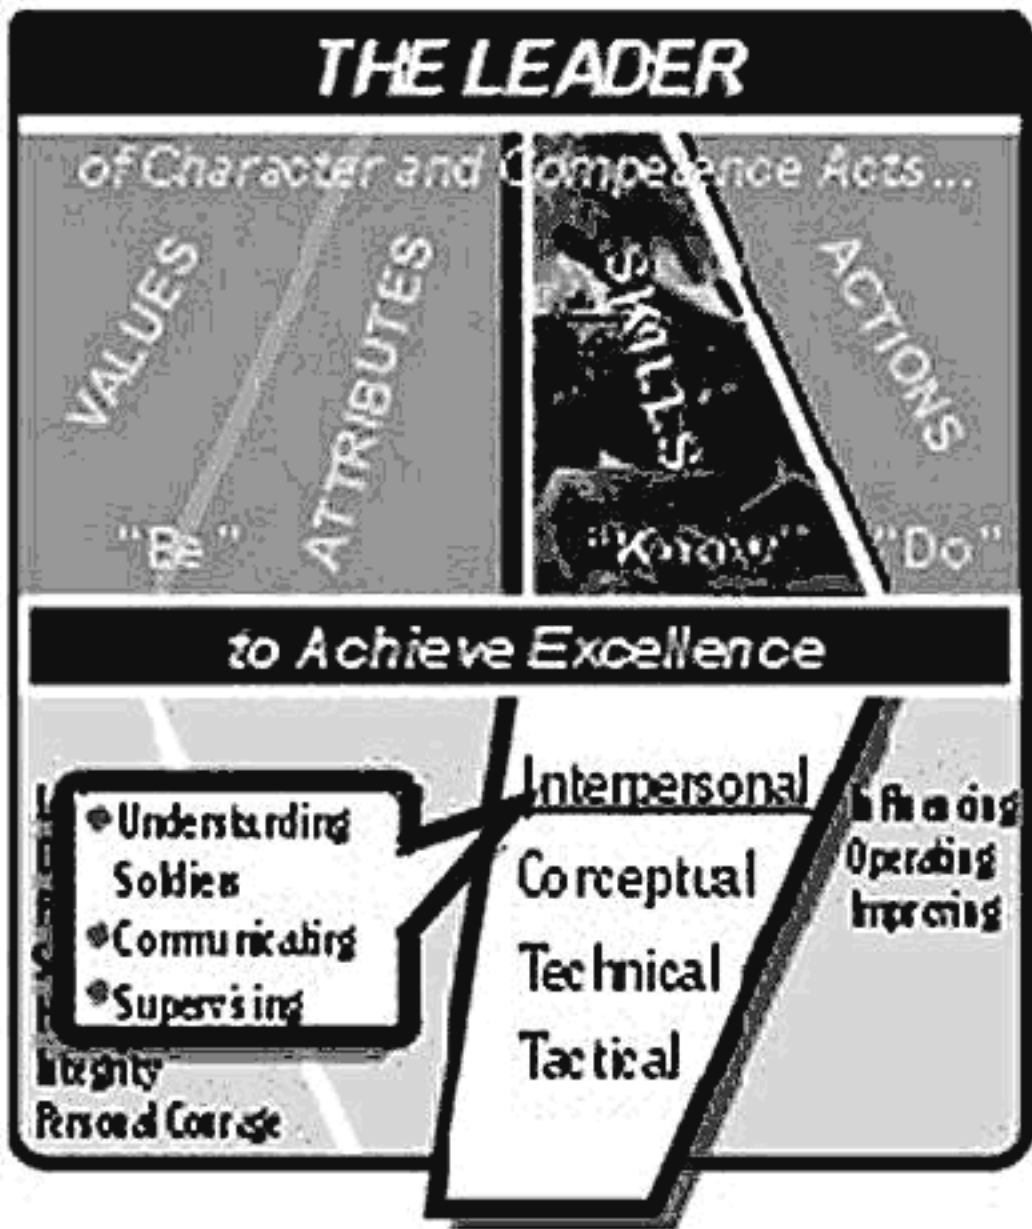 THE LEADER
of Character and Competence Acts...
VALUES
ATTRIBUTES
SKILLS
ACTIONS
"Be"
"Know"
"Do"
to Achieve Excellence
• Understanding
Soldiers
• Communicating
• Supervising
Integrity
Personal Courage
Interpersonal
Conceptual
Technical
Tactical
Influencing
Operating
Improving